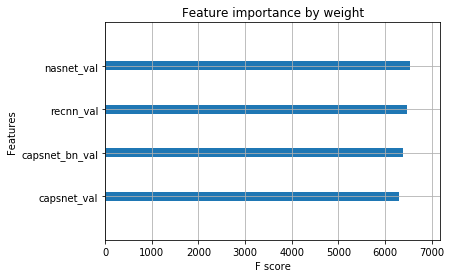 Feature importance by weight
Features
nasnet_val
recnn_val
capsnet_bn_val
capsnet_val
0 1000 2000 3000 4000 5000 6000 7000
F score